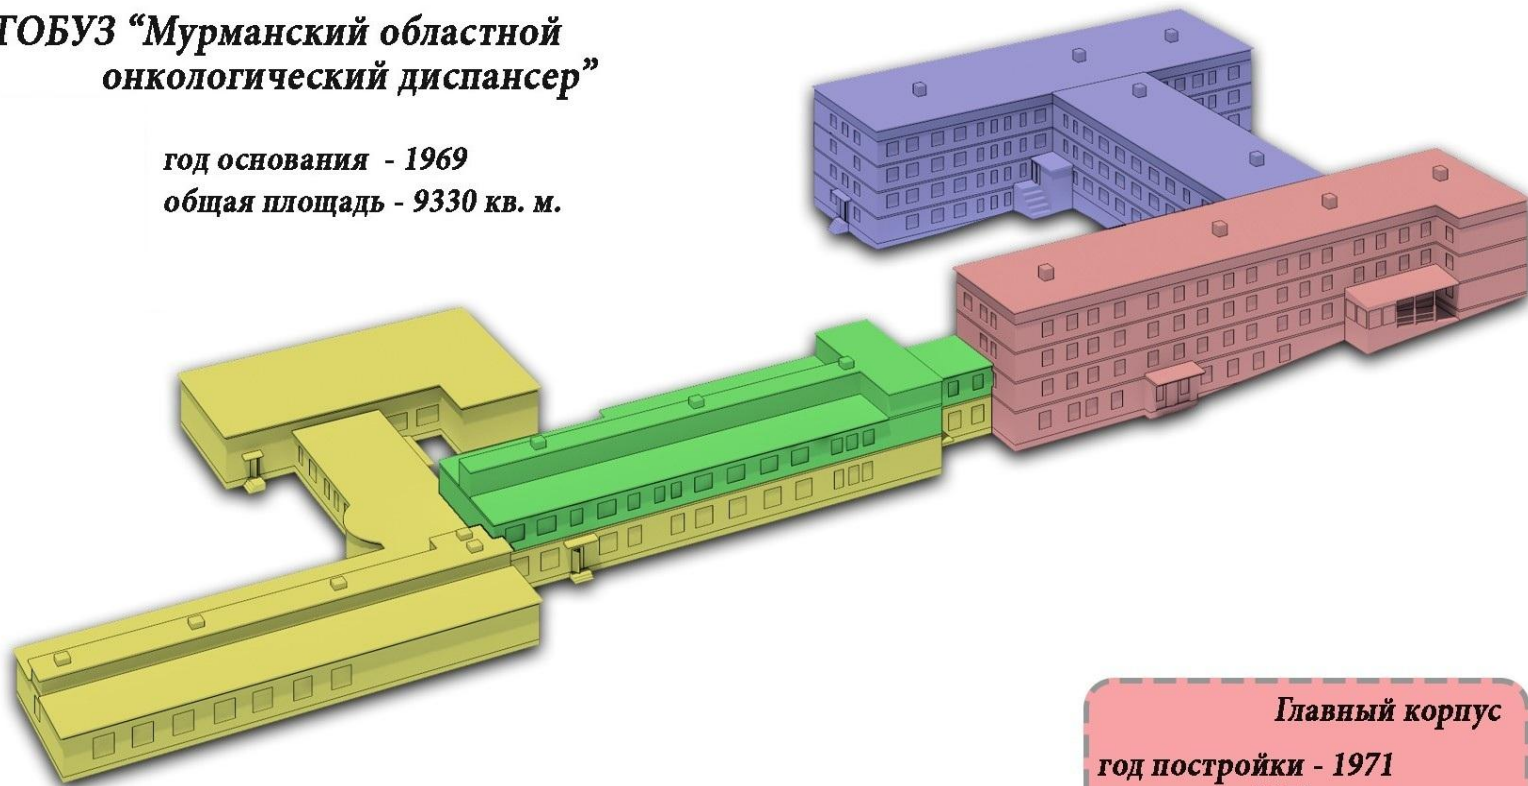 ГОБУЗ “Мурманский областной
онкологический диспансер”
год основания - 1969
общая площадь - 9330 кв. м.
Главный корпус
год постройки - 1971